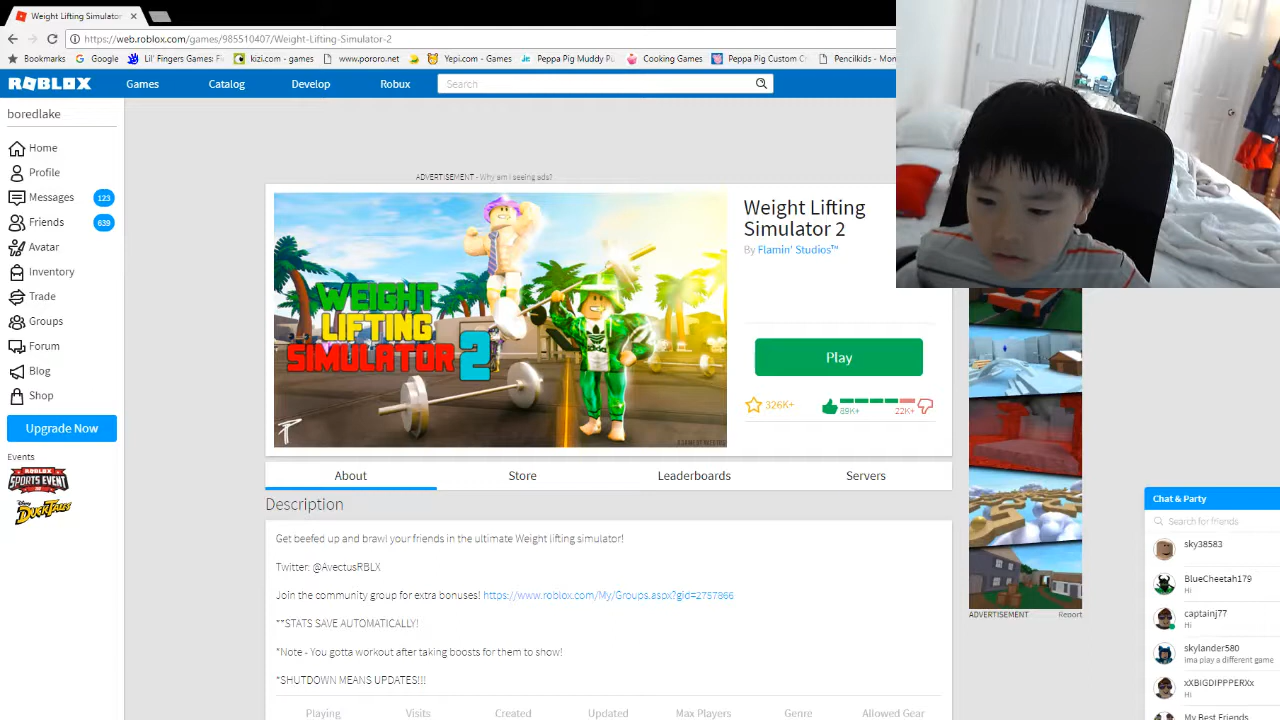 Weight Lifting Simulator
https://web.roblox.com/games/985510407/Weight-Lifting-Simulator-2
Bookmarks Google Lil' Fingers Games: F kizi.com - games www.pororo.net Yepi.com - Games Peppa Pig Muddy Pu Cooking Games Peppa Pig Custom C Pencilkids - Mon
ROBLOX Games Catalog Develop Robux Search
boredlake
Home
Profile
Messages 123
Friends 639
Avatar
Inventory
Trade
Groups
Forum
Blog
Shop
Upgrade Now
Events
ROBLOX SPORTS EVENT
Disney DUCKTALES
ADVERTISEMENT - Why am I seeing ads?
WEIGHT LIFTING SIMULATOR 2
Weight Lifting
Simulator 2
By Flamin' Studios™
Play
326K+ 89K+ 22K+
About Store Leaderboards Servers
Description
Get beefed up and brawl your friends in the ultimate Weight lifting simulator!
Twitter: @AvectusRBLX
Join the community group for extra bonuses! https://www.roblox.com/My/Groups.aspx?gid=2757866
**STATS SAVE AUTOMATICALLY!
*Note - You gotta workout after taking boosts for them to show!
*SHUTDOWN MEANS UPDATES!!!
Playing Visits Created Updated Max Players Genre Allowed Gear
ADVERTISEMENT Report
Chat & Party
Search for friends
sky38583
BlueCheetah179
Hi
captainj77
Hi
skylander580
Ima play a different game
xXBIGDIPPPERXx
Hi
My Best Friends